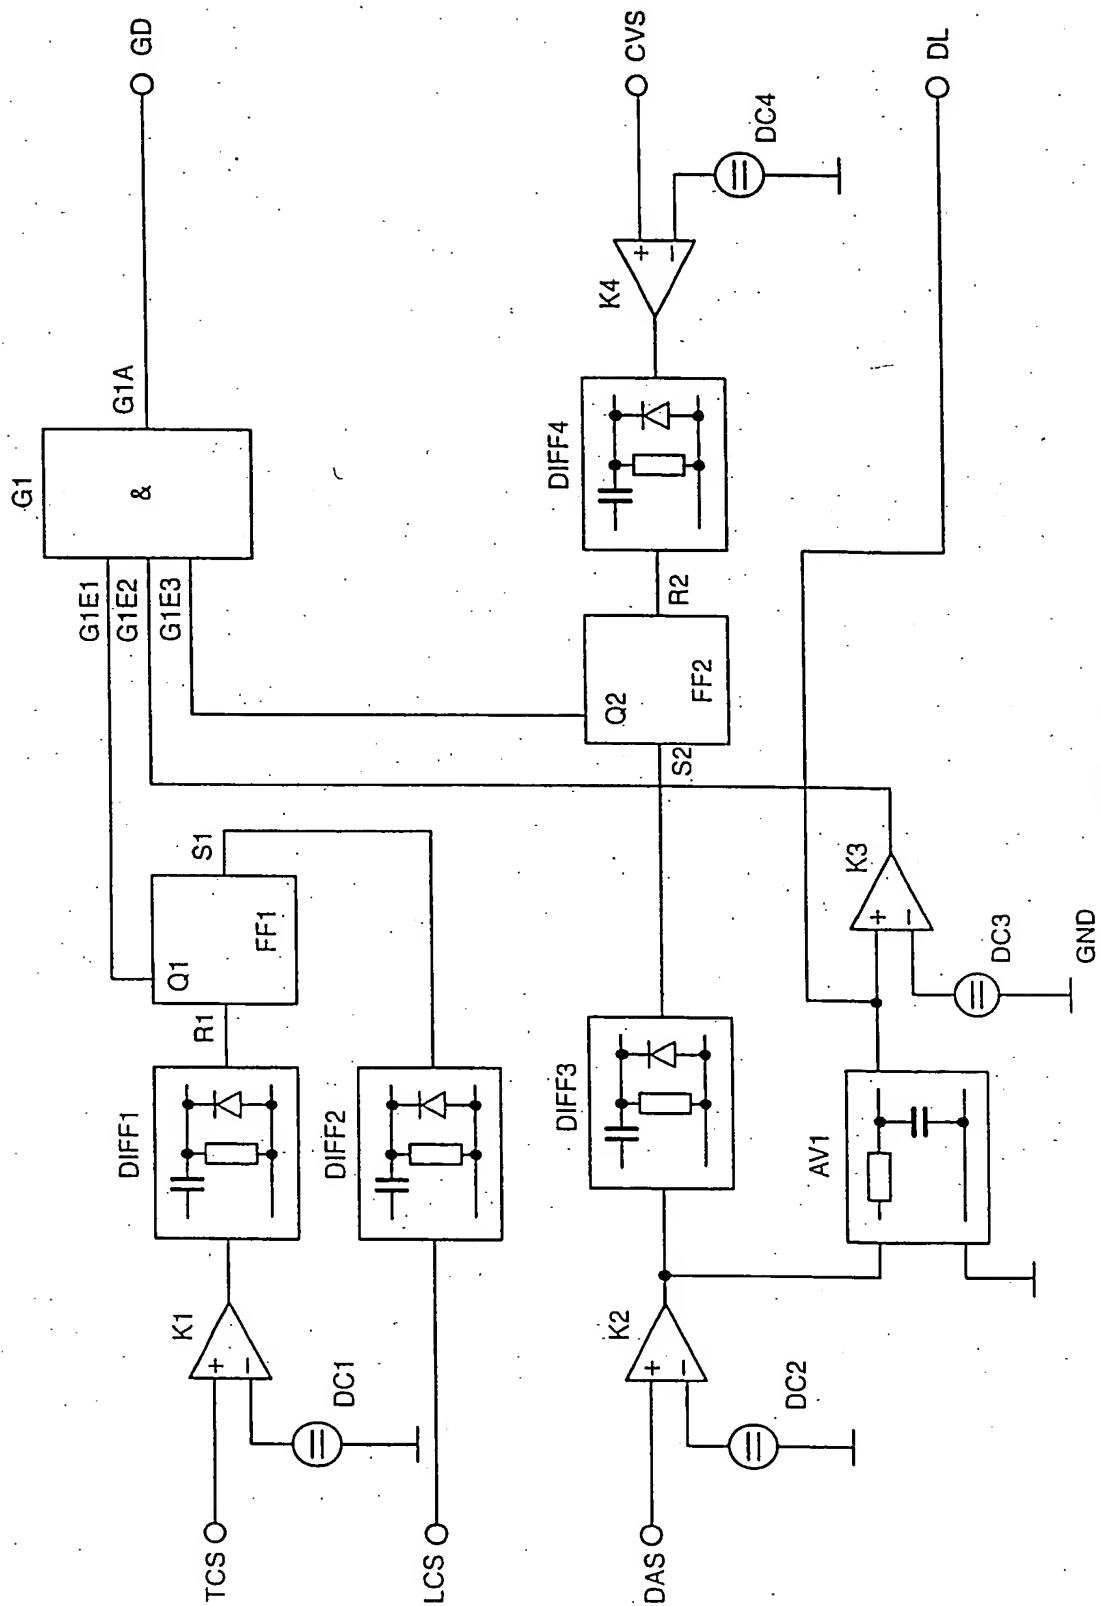 G1
&
G1A
GD
G1E1
G1E2
G1E3
TCS
K1
+
−
DC1
DIFF1
R1
Q1
FF1
S1
LCS
DIFF2
DAS
K2
+
−
DC2
DIFF3
S2
Q2
FF2
R2
DIFF4
K4
+
−
CVS
DC4
AV1
K3
+
−
DC3
GND
DL